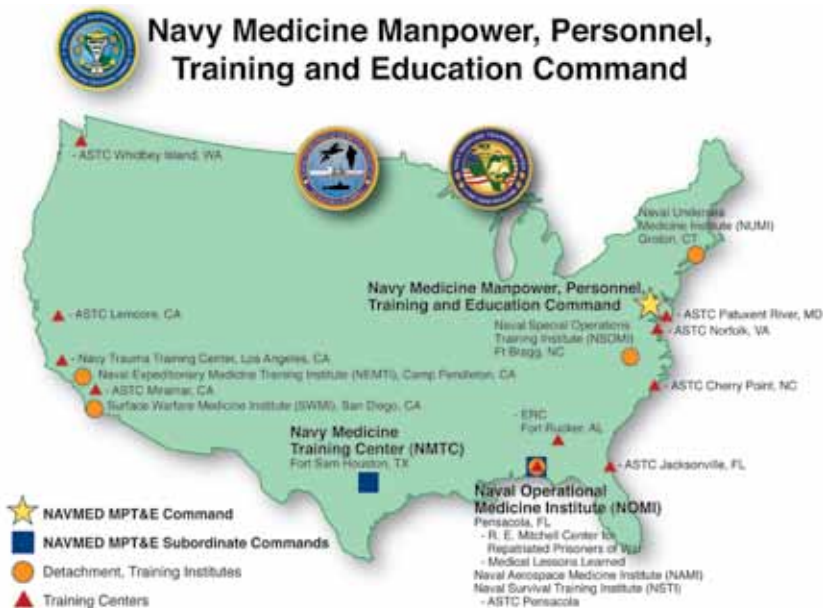 Navy Medicine Manpower, Personnel,
Training and Education Command
- ASTC Whidbey Island, WA
Naval Undersea
Medicine Institute (NUMI)
Groton, CT
Navy Medicine Manpower, Personnel,
Training and Education Command
- ASTC Lemoore, CA
- ASTC Patuxent River, MD
- ASTC Norfolk, VA
Naval Special Operations
Training Institute (NSOMI)
Ft Bragg, NC
- Navy Trauma Training Center, Los Angeles, CA
Naval Expeditionary Medicine Training Institute (NEMTI), Camp Pendleton, CA
- ASTC Miramar, CA
Surface Warfare Medicine Institute (SWMI), San Diego, CA
- ASTC Cherry Point, NC
- ERC
Fort Rucker, AL
Navy Medicine
Training Center (NMTC)
Fort Sam Houston, TX
- ASTC Jacksonville, FL
Naval Operational
Medicine Institute (NOMI)
Pensacola, FL
- R. E. Mitchell Center for
Repatriated Prisoners of War
- Medical Lessons Learned
Naval Aerospace Medicine Institute (NAMI)
Naval Survival Training Institute (NSTI)
- ASTC Pensacola
NAVMED MPT&E Command
NAVMED MPT&E Subordinate Commands
Detachment, Training Institutes
Training Centers